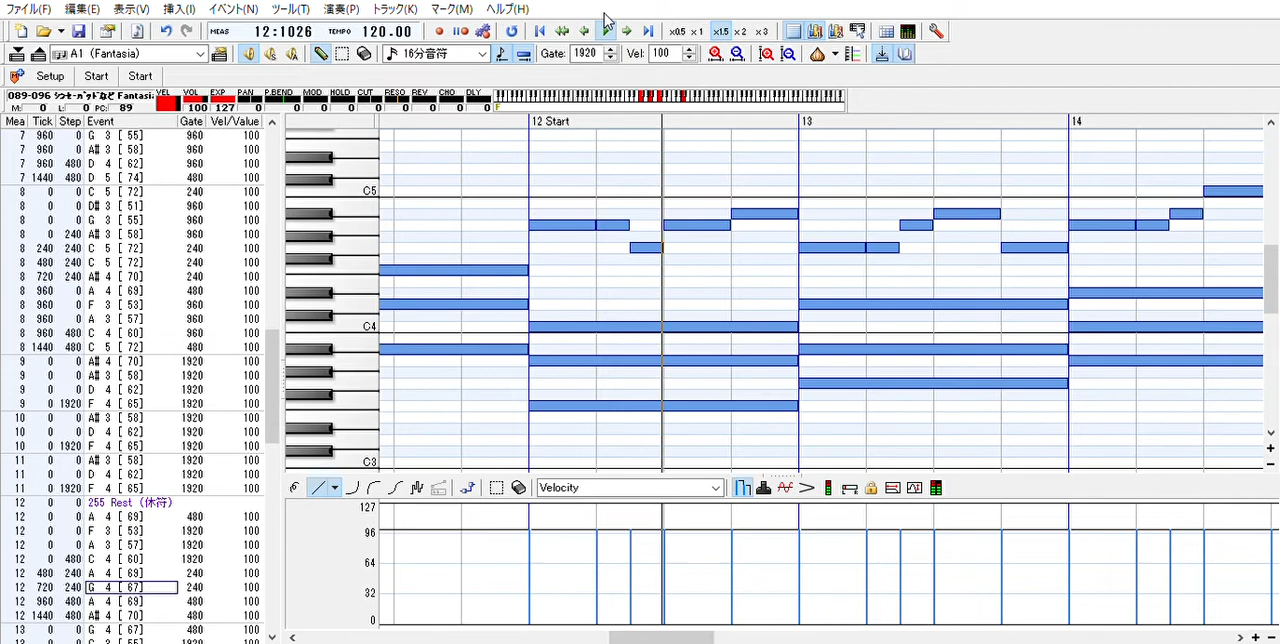 ファイル(F) 編集(E) 表示(V) 挿入(I) イベント(N) ツール(T) 演奏(P) トラック(K) マーク(M) ヘルプ(H)
MEAS 12:1026 TEMPO 120.00 x0.5 x1 x1.5 x2 x3
A1 (Fantasia) 16分音符 Gate: 1920 Vel: 100
Setup Start Start
VEL VOL EXP PAN P.BEND MOD HOLD CUT RESO REV CHO DLY
M: 0 L: 0 PC: 89 100 127 0 0 0 0 0 0 0 0 0 F
Mea Tick Step Event Gate Vel/Value
12 Start 13 14
7 960 0 G 3 [ 55] 960 100
7 960 0 A# 3 [ 58] 960 100
7 960 480 D 4 [ 62] 960 100
7 1440 480 D 5 [ 74] 480 100
8 0 0 C 5 [ 72] 240 100
8 0 0 D# 3 [ 51] 960 100
8 0 0 G 3 [ 55] 960 100
8 0 240 A# 3 [ 58] 960 100
8 240 240 C 5 [ 72] 240 100
8 480 240 C 5 [ 72] 240 100
8 720 240 A# 4 [ 70] 240 100
8 960 0 A 4 [ 69] 480 100
8 960 0 F 3 [ 53] 960 100
8 960 0 A 3 [ 57] 960 100
8 960 480 C 4 [ 60] 960 100
8 1440 480 C 5 [ 72] 480 100
9 0 0 A# 4 [ 70] 1920 100
9 0 0 A# 3 [ 58] 1920 100
9 0 0 D 4 [ 62] 1920 100
9 0 1920 F 4 [ 65] 1920 100
10 0 0 A# 3 [ 58] 1920 100
10 0 0 D 4 [ 62] 1920 100
10 0 1920 F 4 [ 65] 1920 100
11 0 0 A# 3 [ 58] 1920 100
11 0 0 D 4 [ 62] 1920 100
11 0 1920 F 4 [ 65] 1920 100
12 0 0 255 Rest (休符)
12 0 0 A 4 [ 69] 480 100
12 0 0 F 3 [ 53] 1920 100
12 0 0 A 3 [ 57] 1920 100
12 0 480 C 4 [ 60] 1920 100
12 480 240 A 4 [ 69] 240 100
12 720 240 G 4 [ 67] 240 100
12 960 480 A 4 [ 69] 480 100
12 1440 480 A# 4 [ 70] 480 100
13 0 0 G 4 [ 67] 480 100
C5
C4
C3
Velocity
127
96
64
32
0